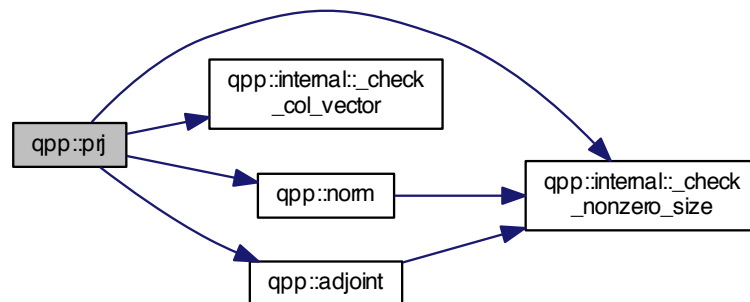 qpp::internal::_check
_col_vector
qpp::prj
qpp::internal::_check
_nonzero_size
qpp::norm
qpp::adjoint